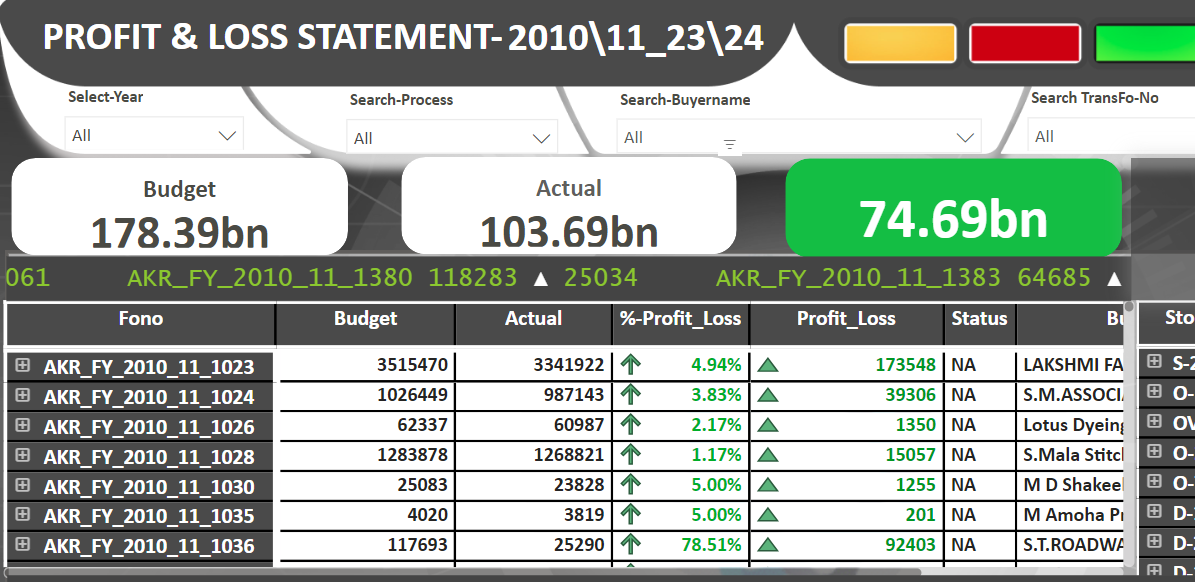 PROFIT & LOSS STATEMENT- 2010\11_23\24
Select-Year
Search-Process
Search-Buyername
Search TransFo-No
All
All
All
All
Budget
Actual
178.39bn
103.69bn
74.69bn
061 AKR_FY_2010_11_1380 118283 ▲ 25034 AKR_FY_2010_11_1383 64685 ▲
Fono Budget Actual %-Profit_Loss Profit_Loss Status Bu Sto
AKR_FY_2010_11_1023 3515470 3341922 4.94% 173548 NA LAKSHMI FA S-2
AKR_FY_2010_11_1024 1026449 987143 3.83% 39306 NA S.M.ASSOCI O-
AKR_FY_2010_11_1026 62337 60987 2.17% 1350 NA Lotus Dyeing OV
AKR_FY_2010_11_1028 1283878 1268821 1.17% 15057 NA S.Mala Stitc O-
AKR_FY_2010_11_1030 25083 23828 5.00% 1255 NA M D Shakeel O-
AKR_FY_2010_11_1035 4020 3819 5.00% 201 NA M Amoha Pr D-
AKR_FY_2010_11_1036 117693 25290 78.51% 92403 NA S.T.ROADWA D-
D-